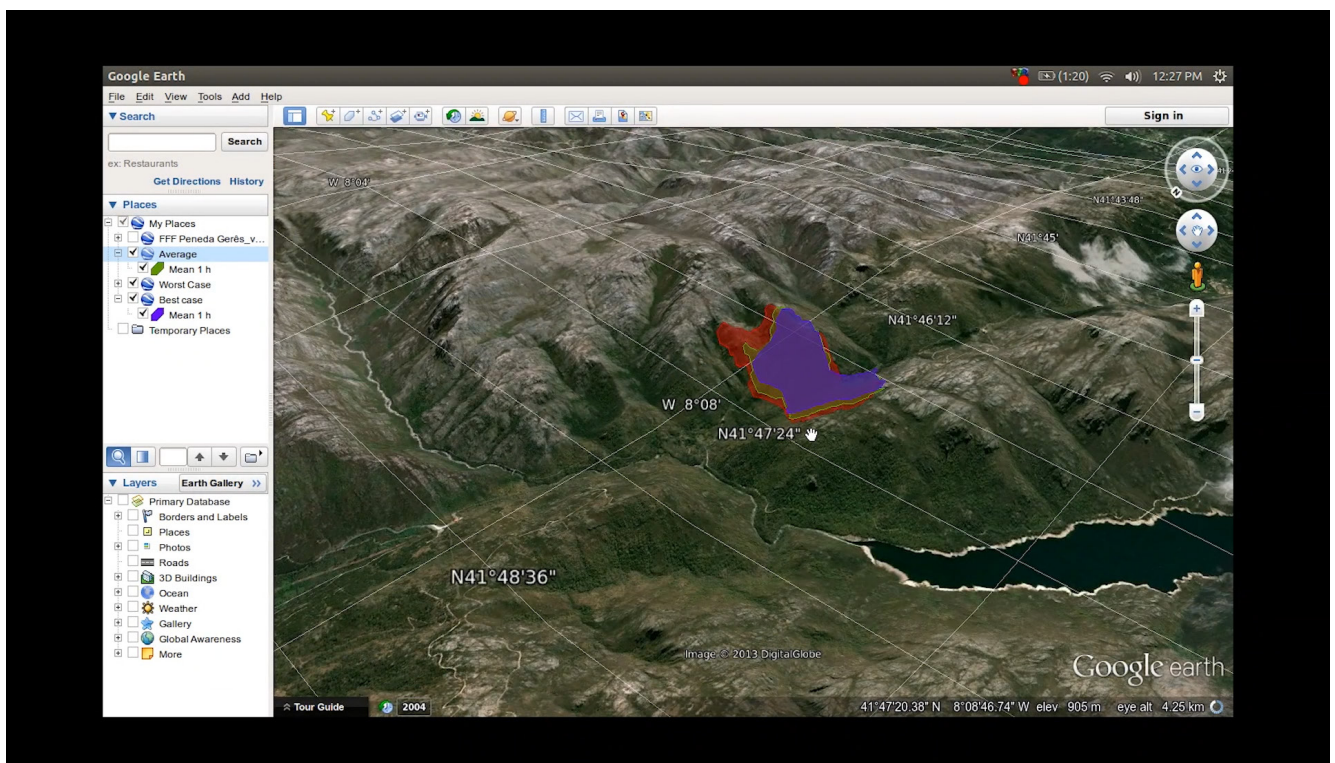 Google Earth
(1:20) 12:27 PM
File Edit View Tools Add Help
Search
Sign in
Search
ex: Restaurants
Get Directions History
Places
My Places
FFF Peneda Gerês_v...
Average
Mean 1 h
Worst Case
Best case
Mean 1 h
Temporary Places
Layers Earth Gallery >>
Primary Database
Borders and Labels
Places
Photos
Roads
3D Buildings
Ocean
Weather
Gallery
Global Awareness
More
W 8°04'
N41°43'48"
N41°45'
N41°46'12"
W 8°08'
N41°47'24"
N41°48'36"
Image © 2013 DigitalGlobe
Google earth
Tour Guide 2004
41°47'20.38" N 8°08'46.74" W elev 905 m eye alt 4.25 km